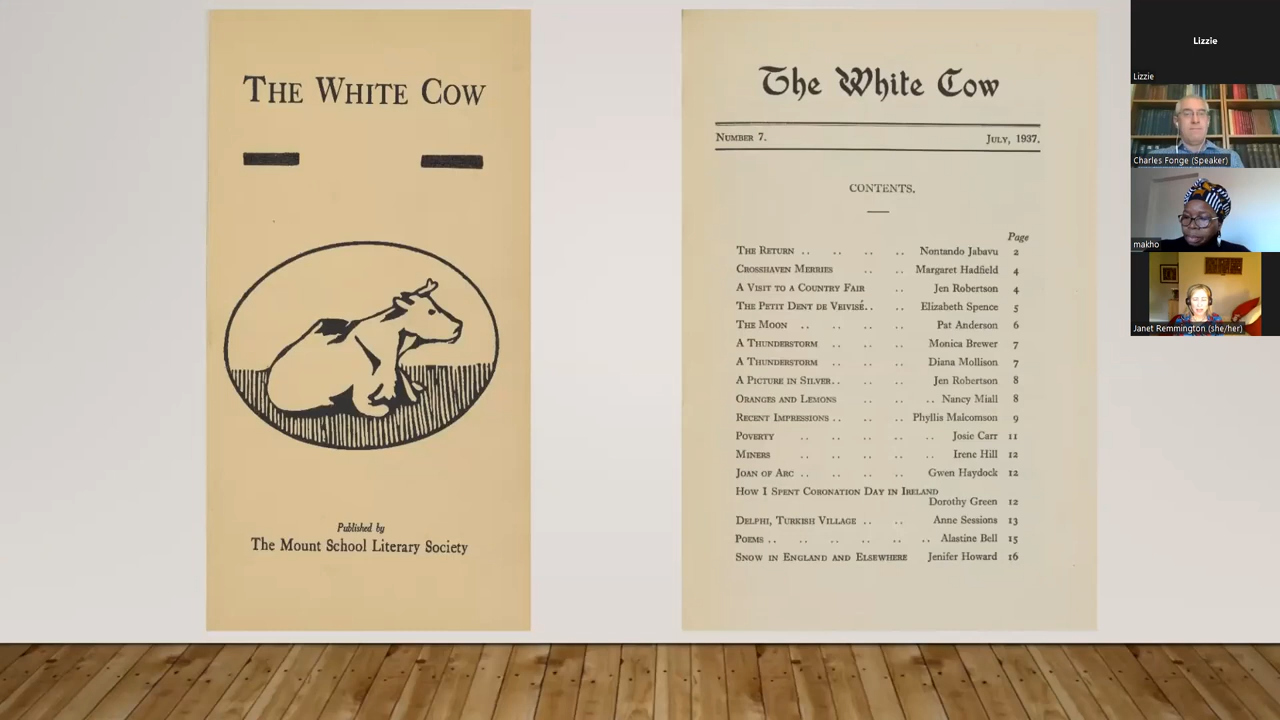 THE WHITE COW
Published by
The Mount School Literary Society
The White Cow
NUMBER 7.
JULY, 1937.
CONTENTS.
Page
THE RETURN .. .. .. .. Nontando Jabavu 2
CROSSHAVEN MERRIES .. .. Margaret Hadfield 4
A VISIT TO A COUNTRY FAIR .. Jen Robertson 4
THE PETIT DENT DE VEIVISÉ.. .. Elizabeth Spence 5
THE MOON .. .. .. .. Pat Anderson 6
A THUNDERSTORM .. .. .. Monica Brewer 7
A THUNDERSTORM .. .. .. Diana Mollison 7
A PICTURE IN SILVER.. .. .. Jen Robertson 8
ORANGES AND LEMONS .. .. Nancy Miall 8
RECENT IMPRESSIONS .. .. .. Phyllis Malcomson 9
POVERTY .. .. .. .. .. Josie Carr 11
MINERS .. .. .. .. .. Irene Hill 12
JOAN OF ARC .. .. .. .. Gwen Haydock 12
HOW I SPENT CORONATION DAY IN IRELAND
Dorothy Green 12
DELPHI, TURKISH VILLAGE .. .. Anne Sessions 13
POEMS .. .. .. .. .. .. Alastine Bell 15
SNOW IN ENGLAND AND ELSEWHERE Jenifer Howard 16
Lizzie
Lizzie
Charles Fonge (Speaker)
makho
Janet Remmington (she/her)